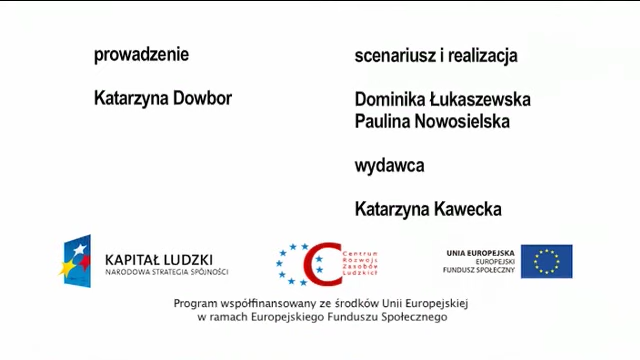 prowadzenie
Katarzyna Dowbor
scenariusz i realizacja
Dominika Łukaszewska
Paulina Nowosielska
wydawca
Katarzyna Kawecka
KAPITAŁ LUDZKI
NARODOWA STRATEGIA SPÓJNOŚCI
Centrum
Rozwoju
Zasobów
Ludzkich
UNIA EUROPEJSKA
EUROPEJSKI
FUNDUSZ SPOŁECZNY
Program współfinansowany ze środków Unii Europejskiej
w ramach Europejskiego Funduszu Społecznego